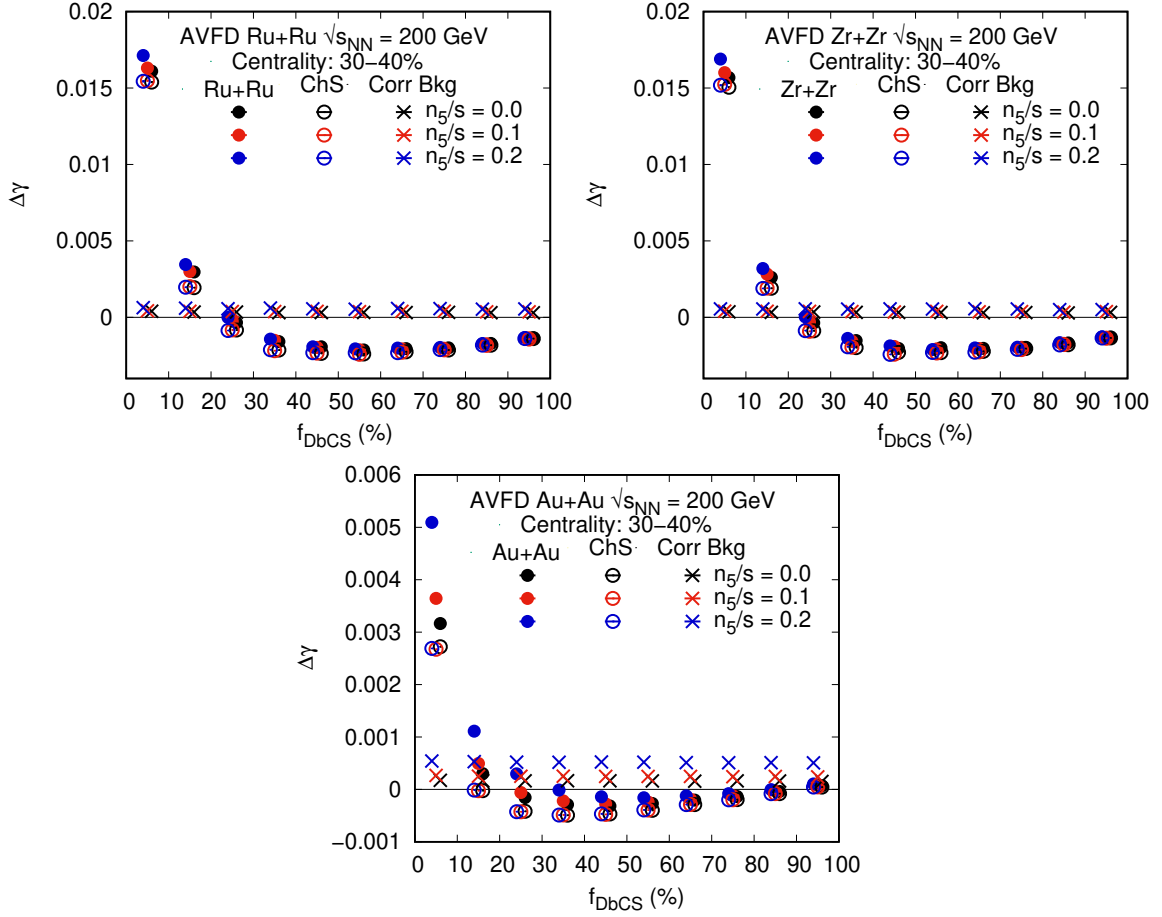 AVFD Ru+Ru √sNN = 200 GeV
Centrality: 30−40%
Ru+Ru ChS Corr Bkg
n5/s = 0.0
n5/s = 0.1
n5/s = 0.2
0.02
0.015
0.01
0.005
0
Δγ
0 10 20 30 40 50 60 70 80 90 100
fDbCS (%)
AVFD Zr+Zr √sNN = 200 GeV
Centrality: 30−40%
Zr+Zr ChS Corr Bkg
n5/s = 0.0
n5/s = 0.1
n5/s = 0.2
0.02
0.015
0.01
0.005
0
Δγ
0 10 20 30 40 50 60 70 80 90 100
fDbCS (%)
AVFD Au+Au √sNN = 200 GeV
Centrality: 30−40%
Au+Au ChS Corr Bkg
n5/s = 0.0
n5/s = 0.1
n5/s = 0.2
0.006
0.005
0.004
0.003
0.002
0.001
0
−0.001
Δγ
0 10 20 30 40 50 60 70 80 90 100
fDbCS (%)